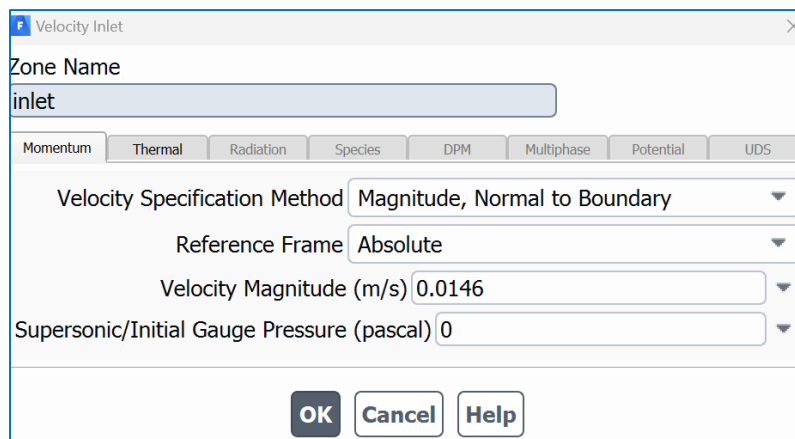 F Velocity Inlet
Zone Name
inlet
Momentum Thermal Radiation Species DPM Multiphase Potential UDS
Velocity Specification Method Magnitude, Normal to Boundary
Reference Frame Absolute
Velocity Magnitude (m/s) 0.0146
Supersonic/Initial Gauge Pressure (pascal) 0
OK Cancel Help